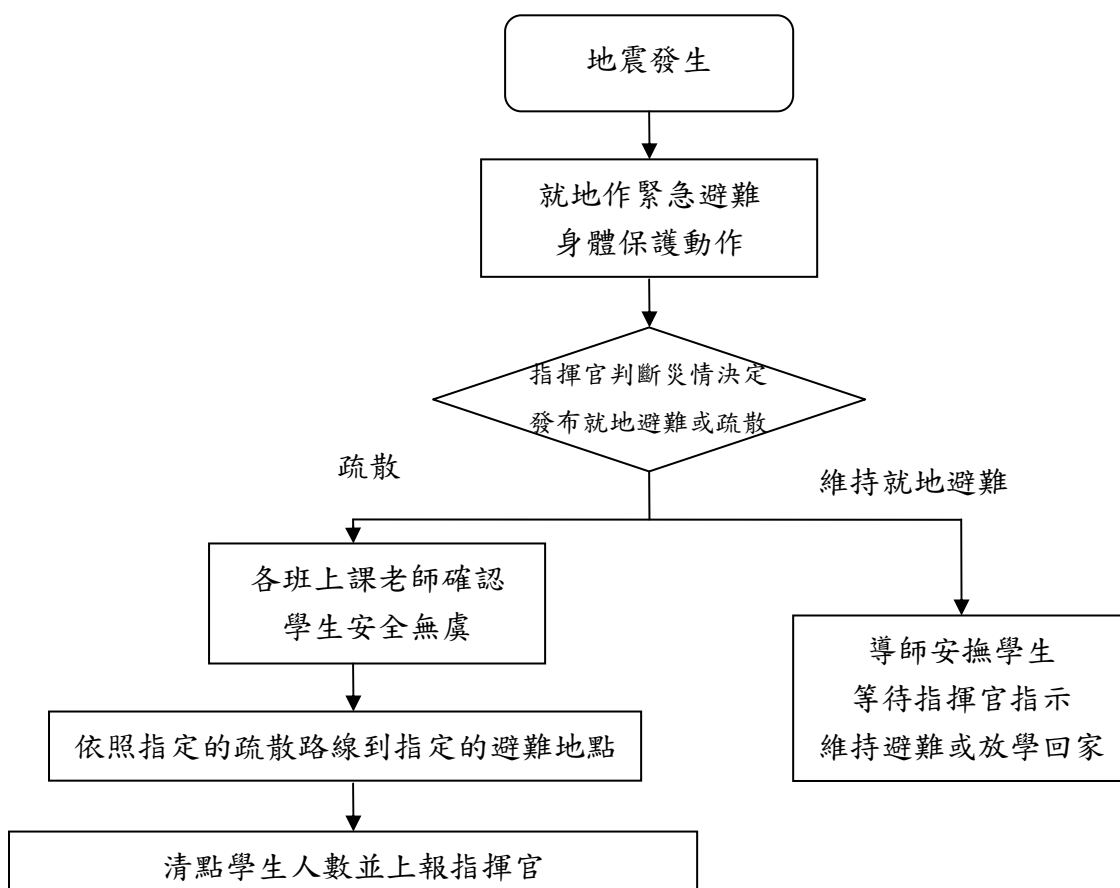 地震發生
就地作緊急避難
身體保護動作
指揮官判斷災情決定
發布就地避難或疏散
疏散
維持就地避難
各班上課老師確認
學生安全無虞
導師安撫學生
等待指揮官指示
維持避難或放學回家
依照指定的疏散路線到指定的避難地點
清點學生人數並上報指揮官